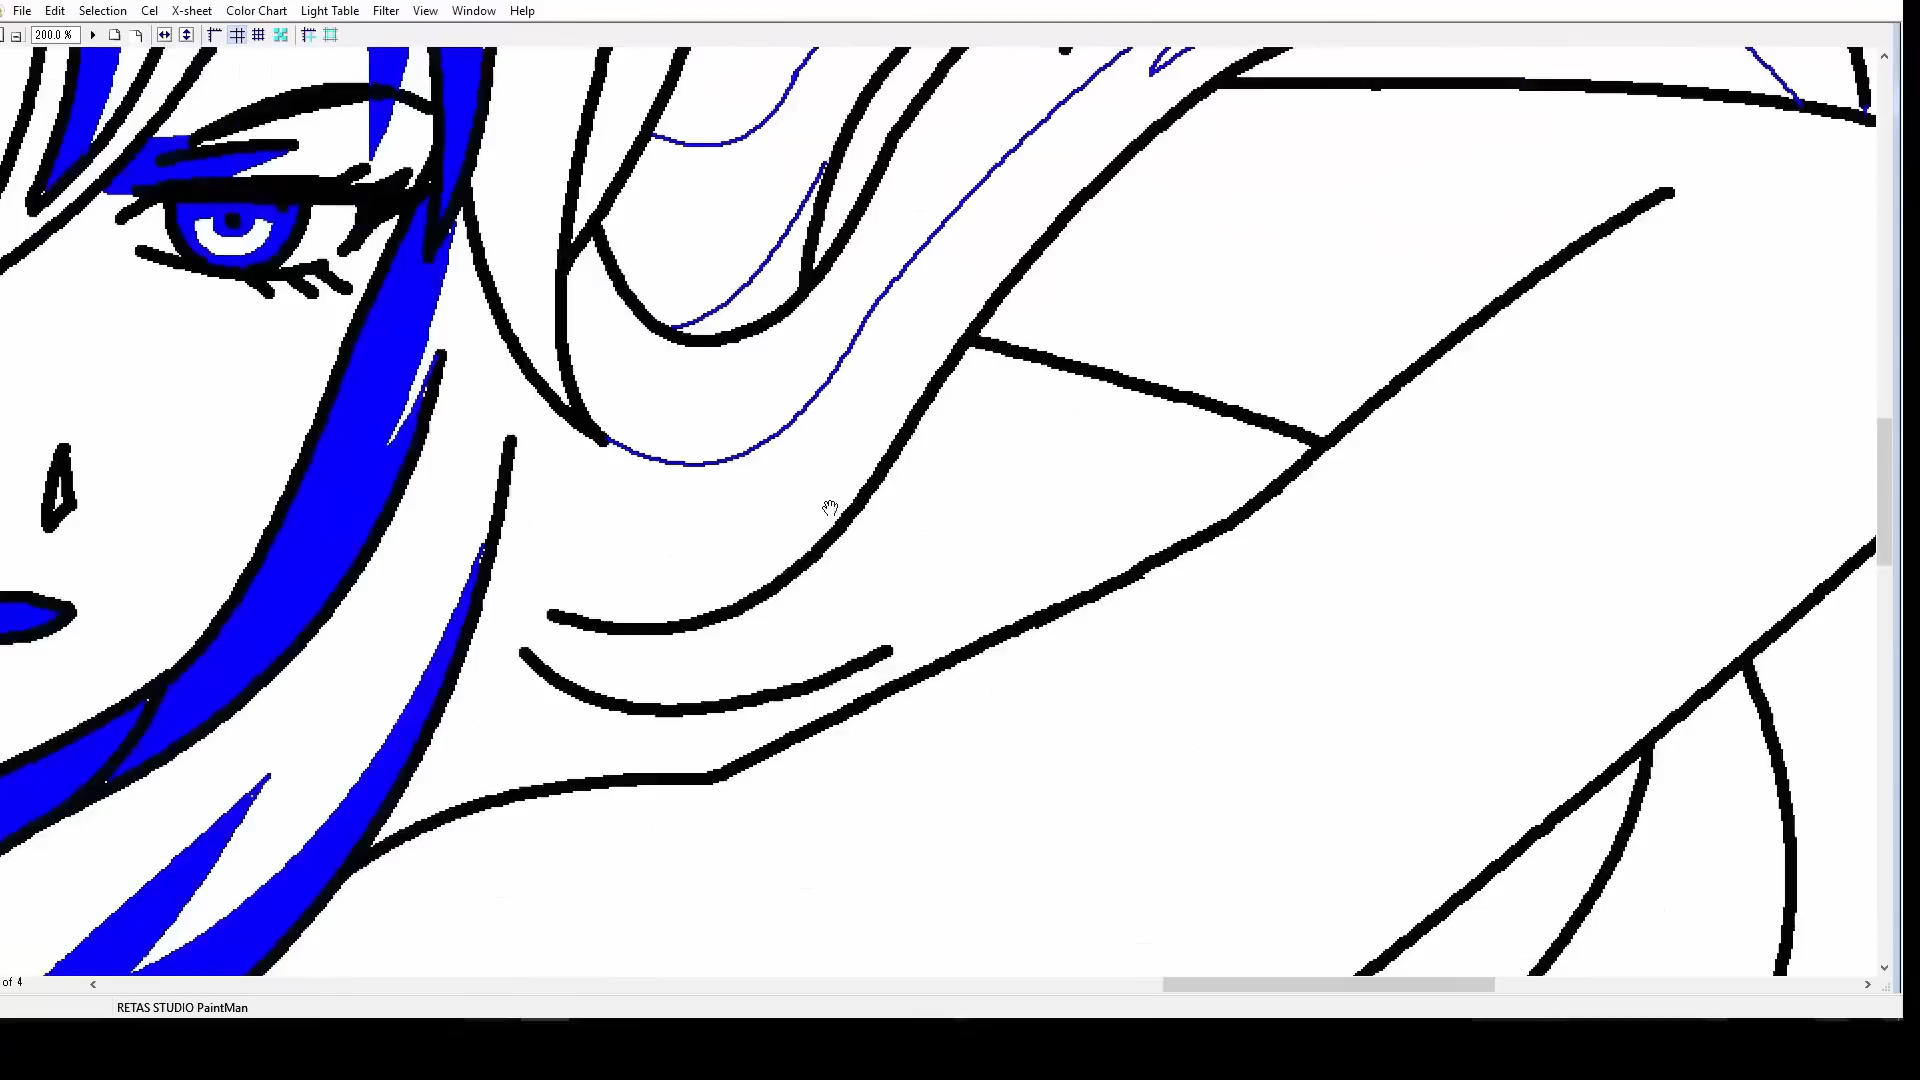 File Edit Selection Cel X-sheet Color Chart Light Table Filter View Window Help
200.0 %
of 4
RETAS STUDIO PaintMan